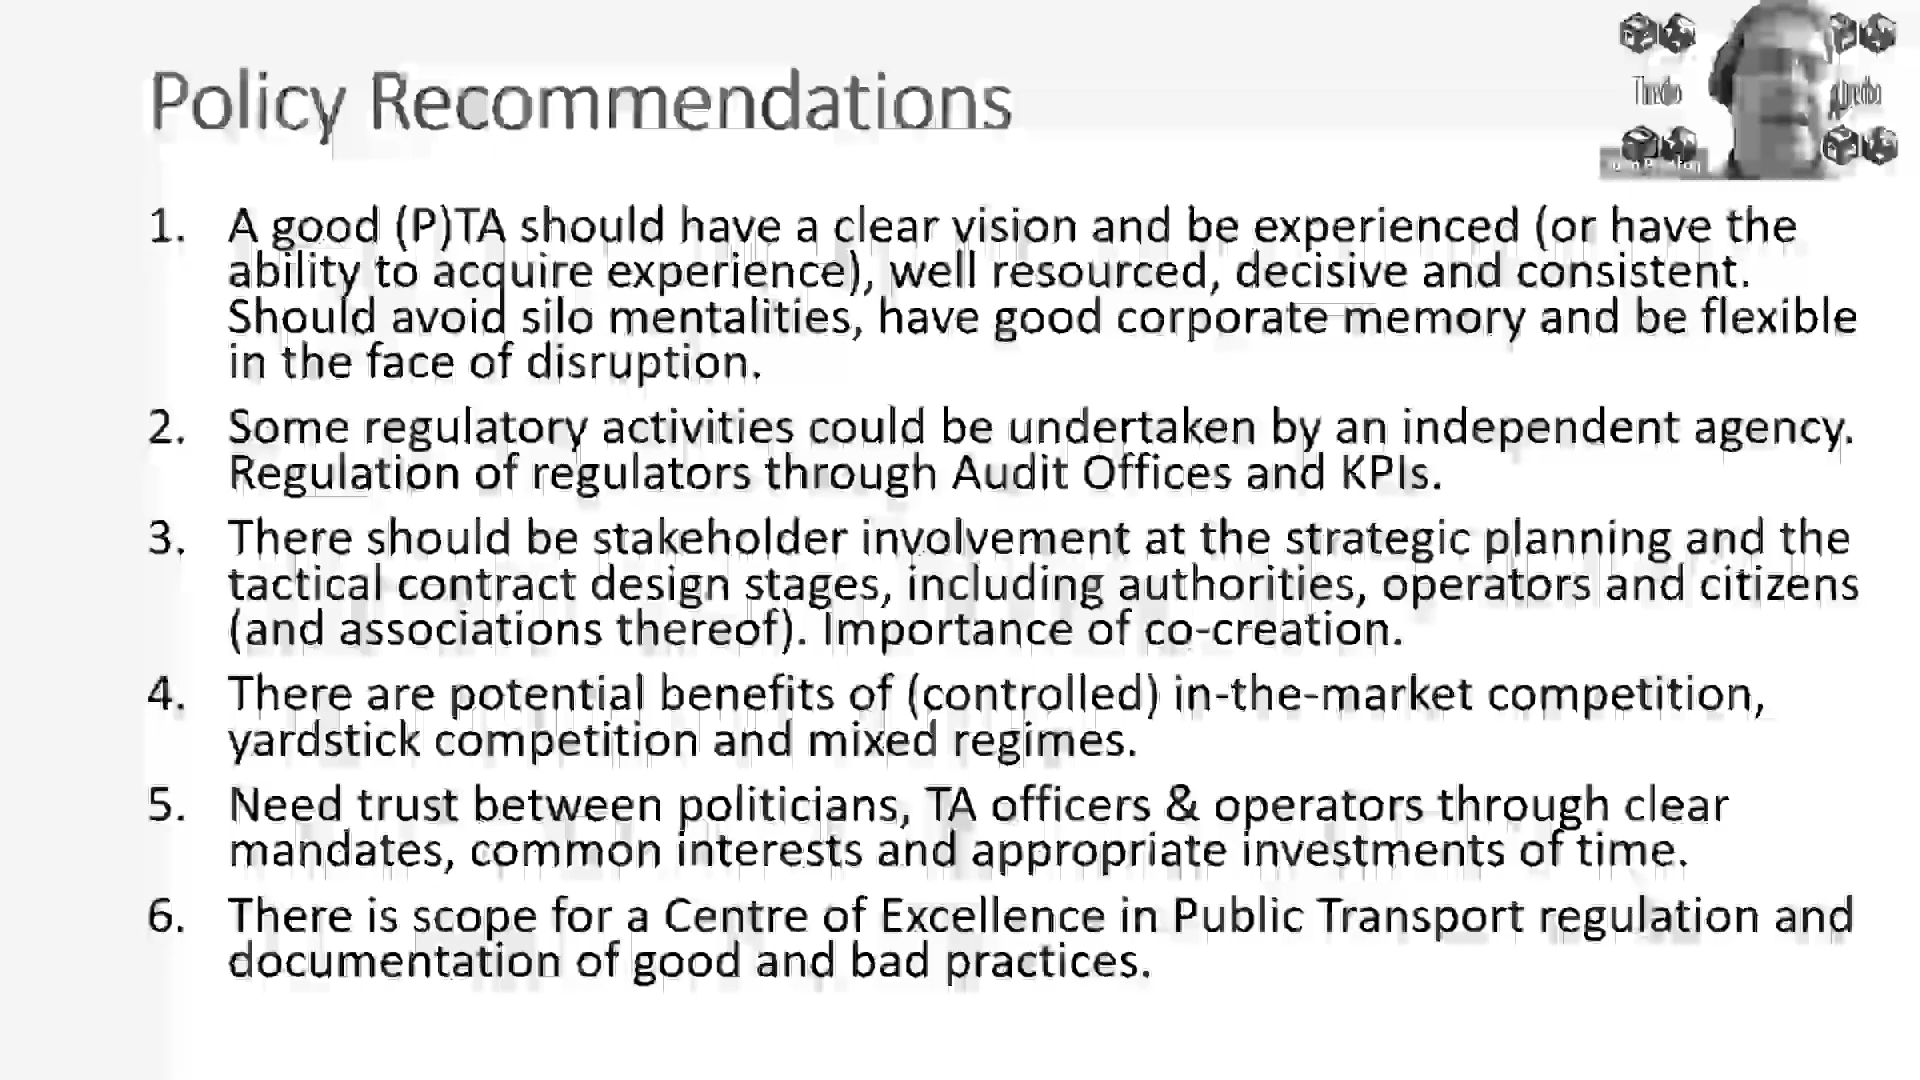 Policy Recommendations
Thredbo
Thredbo
1. A good (P)TA should have a clear vision and be experienced (or have the
ability to acquire experience), well resourced, decisive and consistent.
Should avoid silo mentalities, have good corporate memory and be flexible
in the face of disruption.
2. Some regulatory activities could be undertaken by an independent agency.
Regulation of regulators through Audit Offices and KPIs.
3. There should be stakeholder involvement at the strategic planning and the
tactical contract design stages, including authorities, operators and citizens
(and associations thereof). Importance of co-creation.
4. There are potential benefits of (controlled) in-the-market competition,
yardstick competition and mixed regimes.
5. Need trust between politicians, TA officers & operators through clear
mandates, common interests and appropriate investments of time.
6. There is scope for a Centre of Excellence in Public Transport regulation and
documentation of good and bad practices.